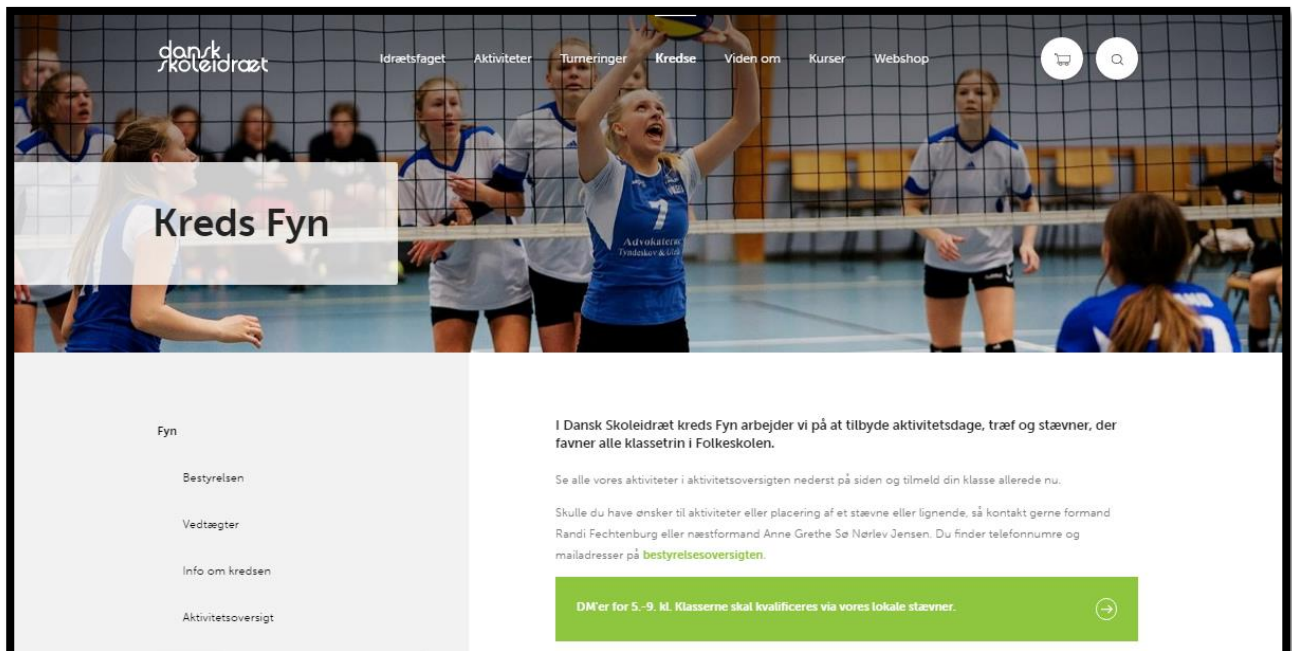 dansk
skoleidræt
Idrætsfaget Aktiviteter Turneringer Kredse Viden om Kurser Webshop
Kreds Fyn
7
Advokaterne
Fyn
Bestyrelsen
Vedtægter
Info om kredsen
Aktivitetsoversigt
I Dansk Skoleidræt kreds Fyn arbejder vi på at tilbyde aktivitetsdage, træf og stævner, der
favner alle klassetrin i Folkeskolen.
Se alle vores aktiviteter i aktivitetsoversigten nederst på siden og tilmeld din klasse allerede nu.
Skulle du have ønsker til aktiviteter eller placering af et stævne eller lignende, så kontakt gerne formand
Randi Fechtenburg eller næstformand Anne Grethe Sø Nørlev Jensen. Du finder telefonnumre og
mailadresser på bestyrelsesoversigten.
DM'er for 5.-9. kl. Klasserne skal kvalificeres via vores lokale stævner.